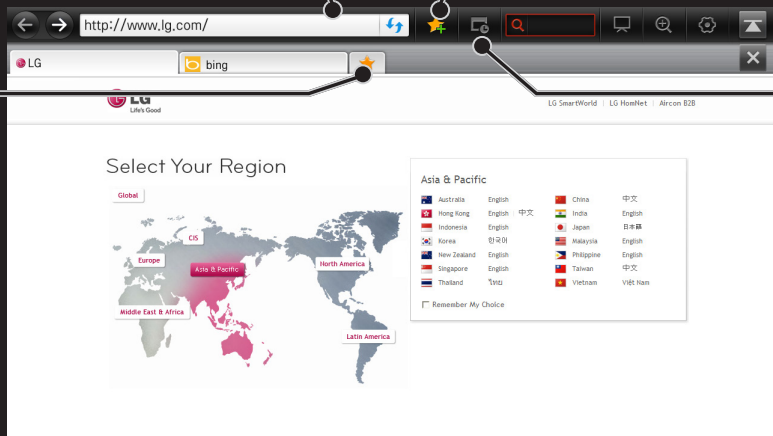 http://www.lg.com/
LG
bing
LG
Life's Good
LG SmartWorld | LG HomNet | Aircon B2B
Select Your Region
Global
CIS
Europe
Asia & Pacific
North America
Middle East & Africa
Latin America
Asia & Pacific
Australia English China 中文
Hong Kong English | 中文 India English
Indonesia English Japan 日本語
Korea 한국어 Malaysia English
New Zealand English Philippine English
Singapore English Taiwan 中文
Thailand ไทย Vietnam Việt Nam
Remember My Choice